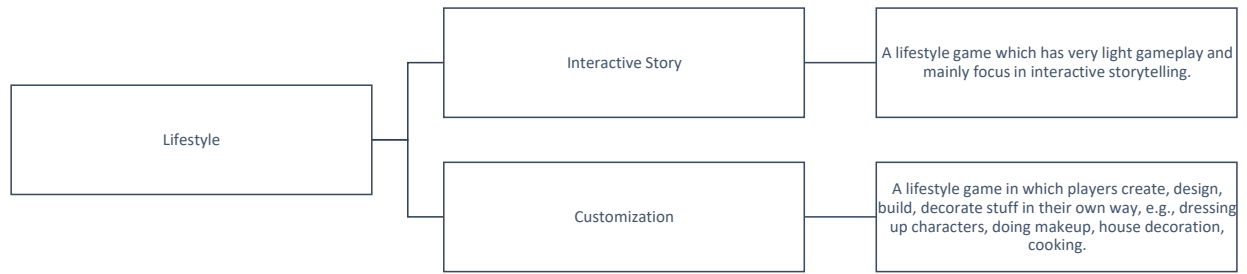 Lifestyle
Interactive Story
A lifestyle game which has very light gameplay and
mainly focus in interactive storytelling.
Customization
A lifestyle game in which players create, design,
build, decorate stuff in their own way, e.g., dressing
up characters, doing makeup, house decoration,
cooking.